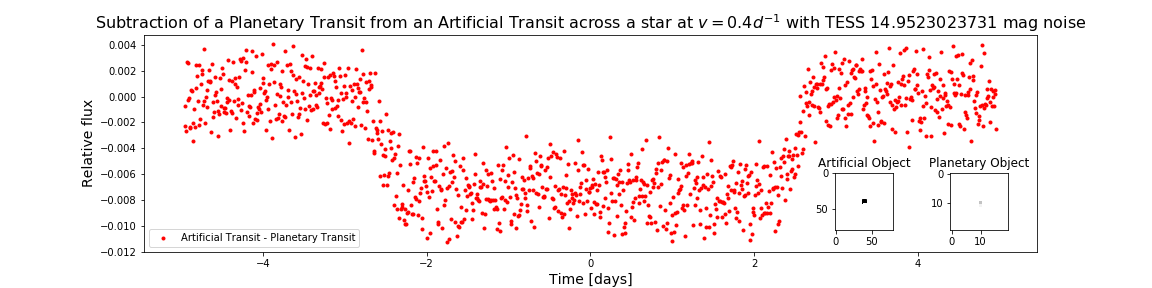 Subtraction of a Planetary Transit from an Artificial Transit across a star at v = 0.4d⁻¹ with TESS 14.9523023731 mag noise
0.004
0.002
0.000
−0.002
−0.004
−0.006
−0.008
−0.010
−0.012
Relative flux
Artificial Object
0
50
0 50
Planetary Object
0
10
0 10
Artificial Transit - Planetary Transit
−4 −2 0 2 4
Time [days]